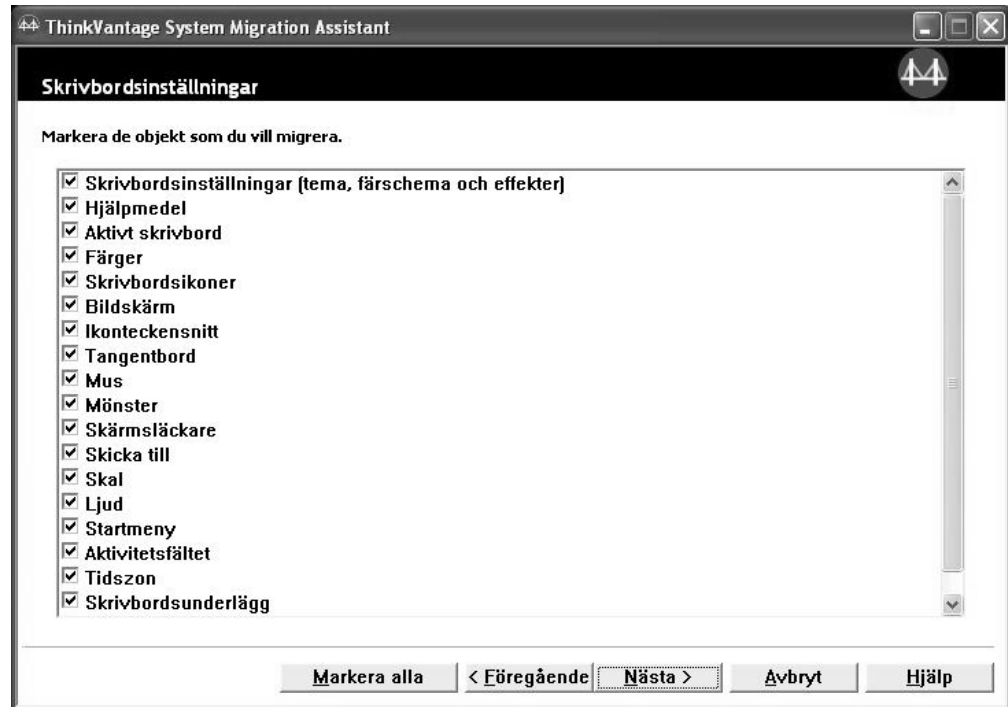 ThinkVantage System Migration Assistant
Skrivbordsinställningar
Markera de objekt som du vill migrera.
Skrivbordsinställningar (tema, färschema och effekter)
Hjälpmedel
Aktivt skrivbord
Färger
Skrivbordsikoner
Bildskärm
Ikonteckensnitt
Tangentbord
Mus
Mönster
Skärmsläckare
Skicka till
Skal
Ljud
Startmeny
Aktivitetsfältet
Tidszon
Skrivbordsunderlägg
Markera alla < Föregående Nästa > Avbryt Hjälp